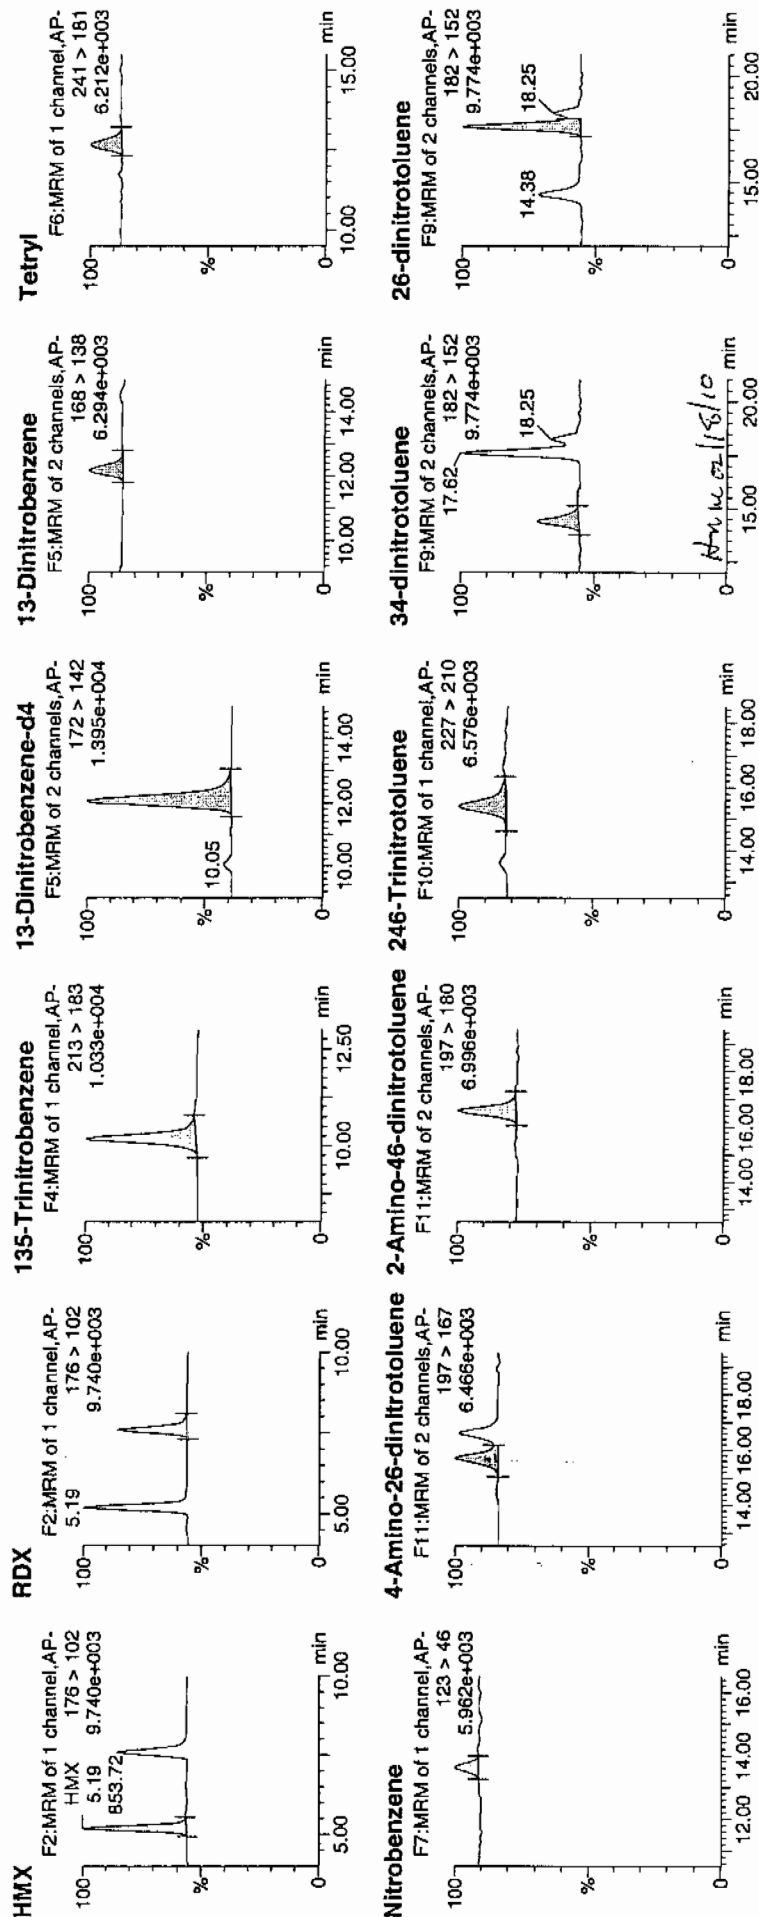 HMX
F2:MRM of 1 channel,AP-
HMX 176 > 102
5.19 9.740e+003
853.72
100
%
0
5.00 10.00 min
RDX
F2:MRM of 1 channel,AP-
5.19 176 > 102
9.740e+003
100
%
0
5.00 10.00 min
135-Trinitrobenzene
F4:MRM of 1 channel,AP-
213 > 183
1.033e+004
100
%
0
10.00 12.50 min
13-Dinitrobenzene-d4
F5:MRM of 2 channels,AP-
172 > 142
1.395e+004
100
10.05
%
0
10.00 12.00 14.00 min
13-Dinitrobenzene
F5:MRM of 2 channels,AP-
168 > 138
6.294e+003
100
%
0
10.00 12.00 14.00 min
Tetryl
F6:MRM of 1 channel,AP-
241 > 181
6.212e+003
100
%
0
10.00 15.00 min
Nitrobenzene
F7:MRM of 1 channel,AP-
123 > 46
5.962e+003
100
%
0
12.00 14.00 16.00 min
4-Amino-26-dinitrotoluene
F11:MRM of 2 channels,AP-
197 > 167
6.466e+003
100
%
0
14.00 16.00 18.00 min
2-Amino-46-dinitrotoluene
F11:MRM of 2 channels,AP-
197 > 180
6.996e+003
100
%
0
14.00 16.00 18.00 min
246-Trinitrotoluene
F10:MRM of 1 channel,AP-
227 > 210
6.576e+003
100
%
0
14.00 16.00 18.00 min
34-dinitrotoluene
F9:MRM of 2 channels,AP-
17.62 182 > 152
9.774e+003
18.25
100
%
0
15.00 20.00 min
02/18/10
26-dinitrotoluene
F9:MRM of 2 channels,AP-
182 > 152
9.774e+003
14.38 18.25
100
%
0
15.00 20.00 min